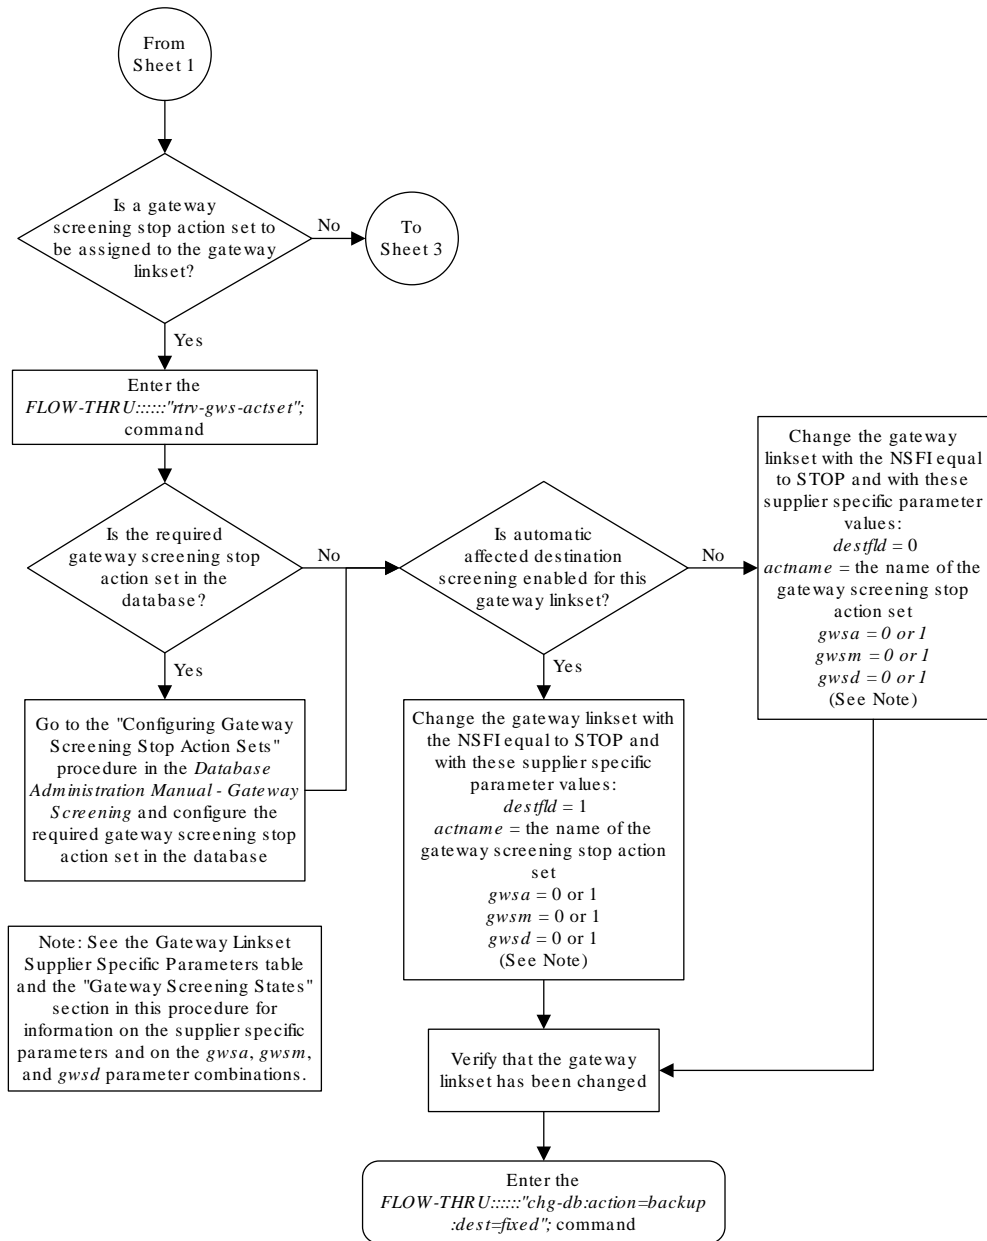 From
Sheet 1
Is a gateway
screening stop action set to
be assigned to the gateway
linkset?
No
To
Sheet 3
Yes
Enter the
FLOW-THRU::::::"rtrv-gws-actset";
command
Is the required
gateway screening stop
action set in the
database?
No
Yes
Go to the "Configuring Gateway
Screening Stop Action Sets"
procedure in the Database
Administration Manual - Gateway
Screening and configure the
required gateway screening stop
action set in the database
Is automatic
affected destination
screening enabled for this
gateway linkset?
No
Yes
Change the gateway
linkset with the NSFI equal
to STOP and with these
supplier specific parameter
values:
destfld = 0
actname = the name of the
gateway screening stop
action set
gwsa = 0 or 1
gwsm = 0 or 1
gwsd = 0 or 1
(See Note)
Change the gateway linkset with
the NSFI equal to STOP and
with these supplier specific
parameter values:
destfld = 1
actname = the name of the
gateway screening stop action
set
gwsa = 0 or 1
gwsm = 0 or 1
gwsd = 0 or 1
(See Note)
Note: See the Gateway Linkset
Supplier Specific Parameters table
and the "Gateway Screening States"
section in this procedure for
information on the supplier specific
parameters and on the gwsa, gwsm,
and gwsd parameter combinations.
Verify that the gateway
linkset has been changed
Enter the
FLOW-THRU::::::"chg-db:action=backup
:dest=fixed"; command